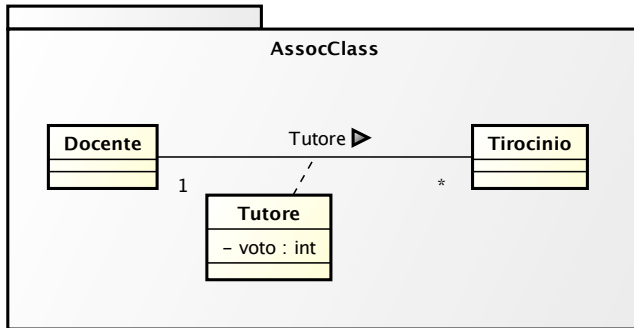 AssocClass
Docente
Tutore
Tirocinio
1
*
Tutore
– voto : int